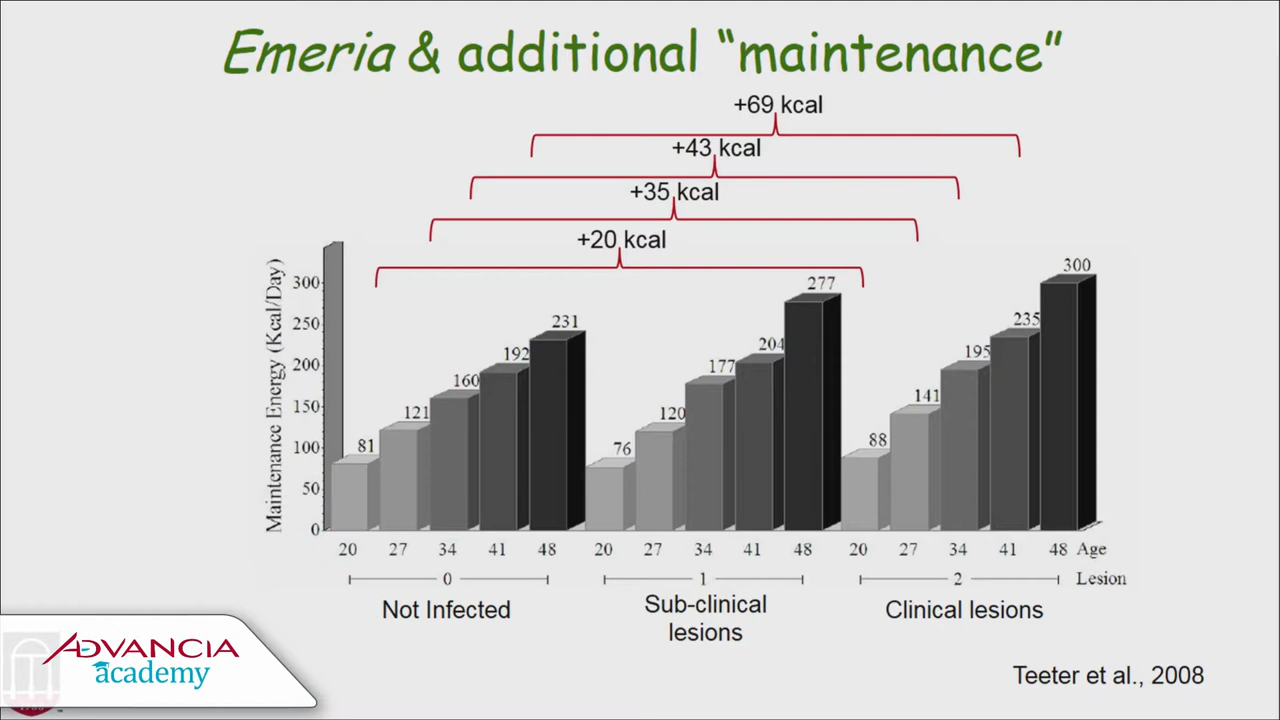 Emeria & additional “maintenance”
+69 kcal
+43 kcal
+35 kcal
+20 kcal
Maintenance Energy (Kcal/Day)
300
250
200
150
100
50
0
81
121
160
192
231
76
120
177
204
277
88
141
195
235
300
20 27 34 41 48 20 27 34 41 48 20 27 34 41 48 Age
0 1 2 Lesion
Not Infected
Sub-clinical
lesions
Clinical lesions
ADVANCIA
academy
Teeter et al., 2008